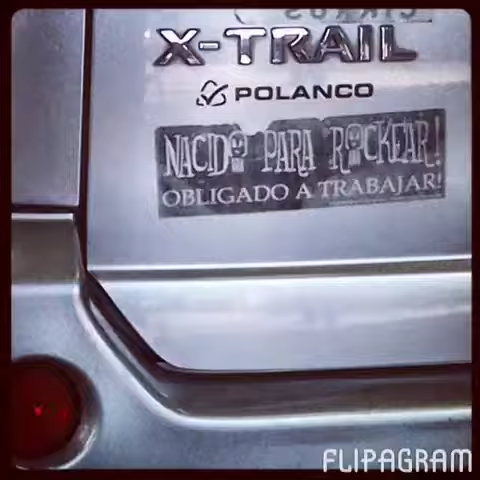 X-TRAIL
POLANCO
NACIDO PARA ROCKEAR!
OBLIGADO A TRABAJAR!
FLIPAGRAM